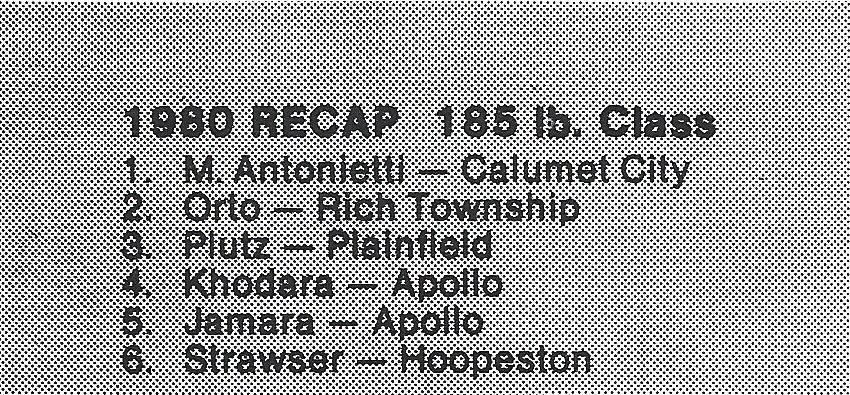 1980 RECAP 185 lb. Class
1. M. Antonietti — Calumet City
2. Orto — Rich Township
3. Plutz — Plainfield
4. Khodara — Apollo
5. Jamara — Apollo
6. Strawser — Hoopeston